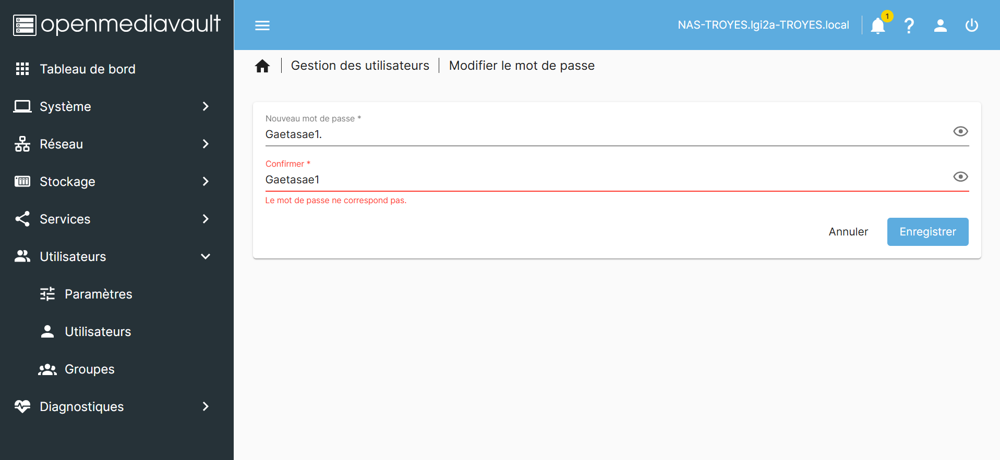 openmediavault
NAS-TROYES.lgi2a-TROYES.local
1
Tableau de bord
Système
Réseau
Stockage
Services
Utilisateurs
Paramètres
Utilisateurs
Groupes
Diagnostiques
Gestion des utilisateurs
Modifier le mot de passe
Nouveau mot de passe *
Gaetasae1.
Confirmer *
Gaetasae1
Le mot de passe ne correspond pas.
Annuler
Enregistrer